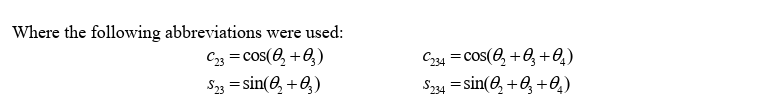 Where the following abbreviations were used:
c₂₃ = cos(θ₂ + θ₃) c₂₃₄ = cos(θ₂ + θ₃ + θ₄)
s₂₃ = sin(θ₂ + θ₃) s₂₃₄ = sin(θ₂ + θ₃ + θ₄)